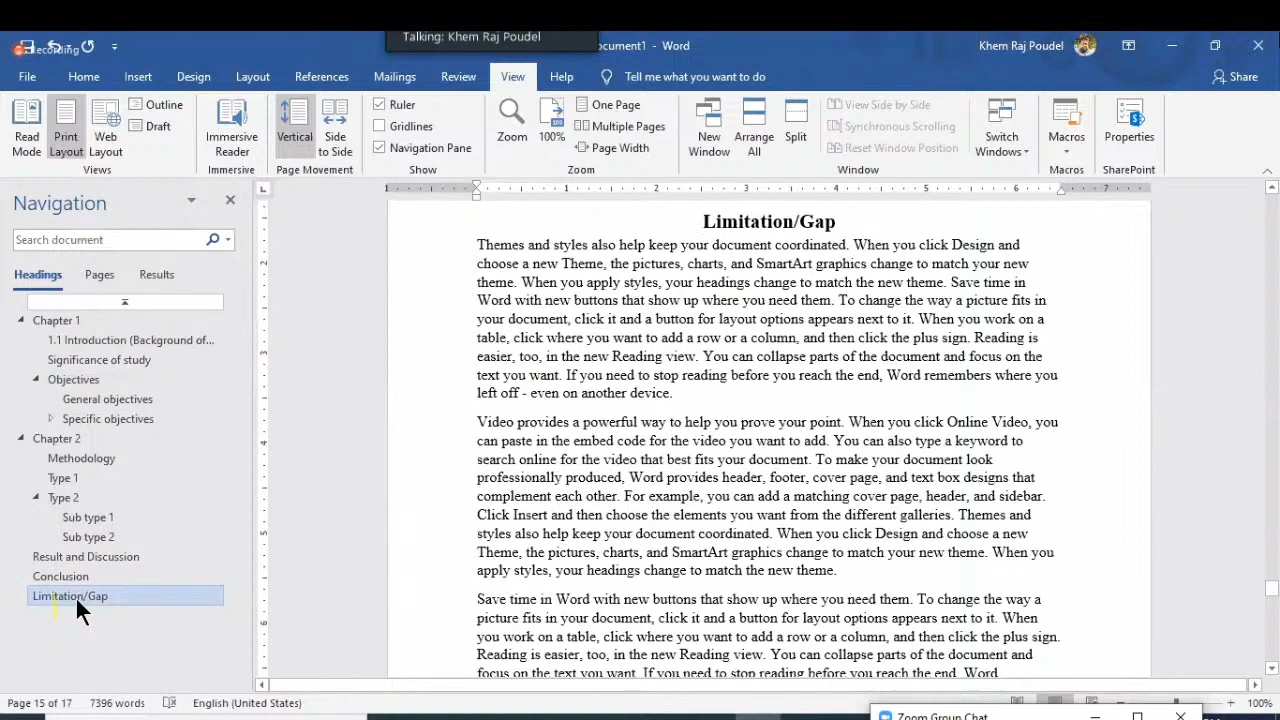 Talking: Khem Raj Poudel
Recording
ocument1 - Word
Khem Raj Poudel
File Home Insert Design Layout References Mailings Review View Help Tell me what you want to do Share
Read Mode
Print Layout
Web Layout
Outline
Draft
Views
Immersive Reader
Immersive
Vertical
Side to Side
Page Movement
Ruler
Gridlines
Navigation Pane
Show
Zoom
100%
One Page
Multiple Pages
Page Width
Zoom
New Window
Arrange All
Split
View Side by Side
Synchronous Scrolling
Reset Window Position
Window
Switch Windows
Macros
Macros
Properties
SharePoint
Navigation
Search document
Headings Pages Results
Chapter 1
1.1 Introduction (Background of...
Significance of study
Objectives
General objectives
Specific objectives
Chapter 2
Methodology
Type 1
Type 2
Sub type 1
Sub type 2
Result and Discussion
Conclusion
Limitation/Gap
1 1 2 3 4 5 6 7
2
3
4
5
6
Limitation/Gap
Themes and styles also help keep your document coordinated. When you click Design and
choose a new Theme, the pictures, charts, and SmartArt graphics change to match your new
theme. When you apply styles, your headings change to match the new theme. Save time in
Word with new buttons that show up where you need them. To change the way a picture fits in
your document, click it and a button for layout options appears next to it. When you work on a
table, click where you want to add a row or a column, and then click the plus sign. Reading is
easier, too, in the new Reading view. You can collapse parts of the document and focus on the
text you want. If you need to stop reading before you reach the end, Word remembers where you
left off - even on another device.
Video provides a powerful way to help you prove your point. When you click Online Video, you
can paste in the embed code for the video you want to add. You can also type a keyword to
search online for the video that best fits your document. To make your document look
professionally produced, Word provides header, footer, cover page, and text box designs that
complement each other. For example, you can add a matching cover page, header, and sidebar.
Click Insert and then choose the elements you want from the different galleries. Themes and
styles also help keep your document coordinated. When you click Design and choose a new
Theme, the pictures, charts, and SmartArt graphics change to match your new theme. When you
apply styles, your headings change to match the new theme.
Save time in Word with new buttons that show up where you need them. To change the way a
picture fits in your document, click it and a button for layout options appears next to it. When
you work on a table, click where you want to add a row or a column, and then click the plus sign.
Reading is easier, too, in the new Reading view. You can collapse parts of the document and
focus on the text you want. If you need to stop reading before you reach the end, Word
Page 15 of 17 7396 words English (United States) 100%
Zoom Group Chat